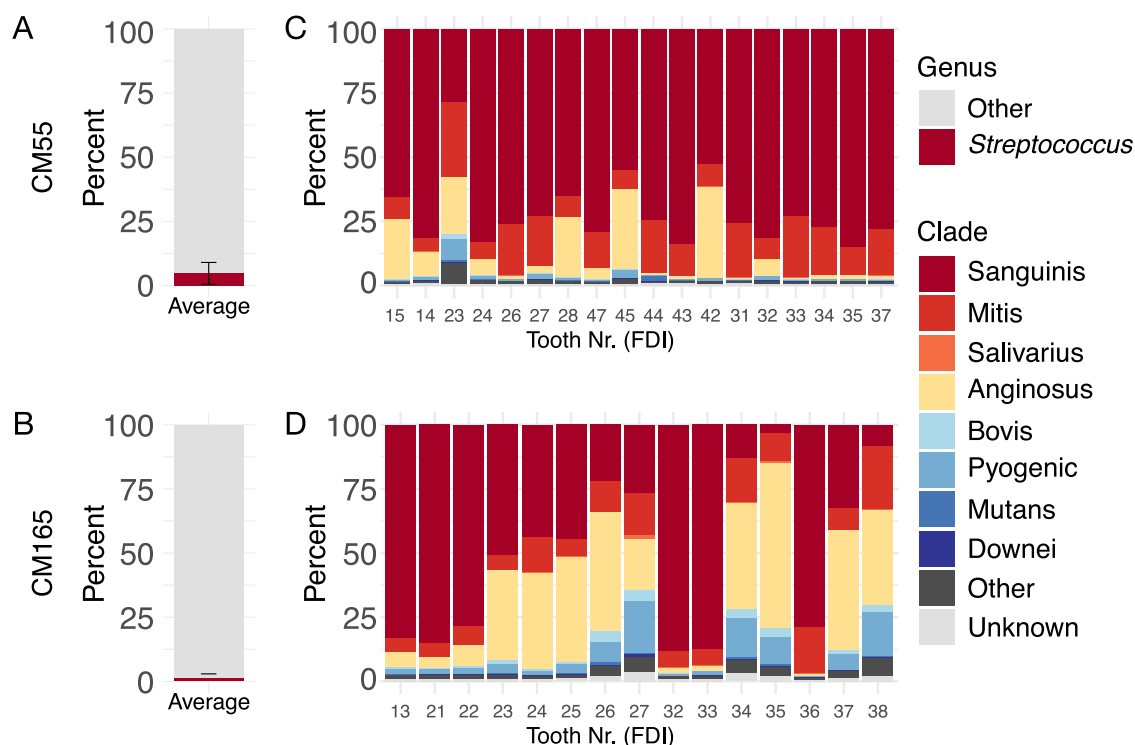 A
CM55
Percent
100
75
50
25
0
Average
C
Percent
100
75
50
25
0
15 14 23 24 26 27 28 47 45 44 43 42 31 32 33 34 35 37
Tooth Nr. (FDI)
B
CM165
Percent
100
75
50
25
0
Average
D
Percent
100
75
50
25
0
13 21 22 23 24 25 26 27 32 33 34 35 36 37 38
Tooth Nr. (FDI)
Genus
Other
Streptococcus
Clade
Sanguinis
Mitis
Salivarius
Anginosus
Bovis
Pyogenic
Mutans
Downei
Other
Unknown